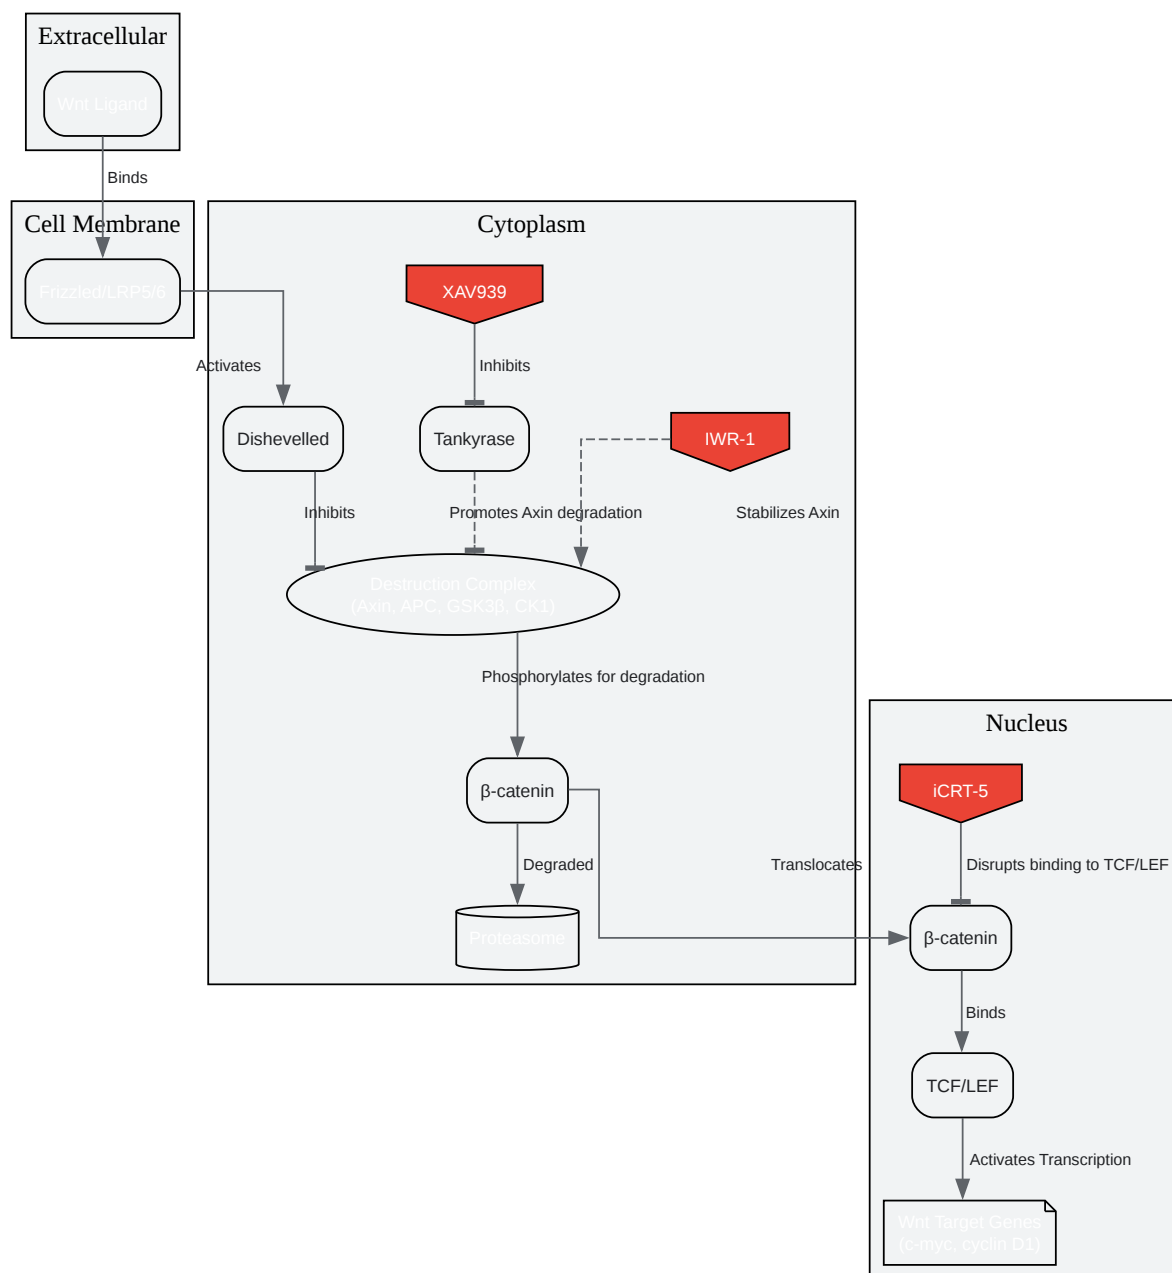 Extracellular
Wnt Ligand
Binds
Cell Membrane
Frizzled/LRP5/6
Activates
Cytoplasm
XAV939
Inhibits
Dishevelled
Tankyrase
IWR-1
Inhibits
Promotes Axin degradation
Stabilizes Axin
Destruction Complex
(Axin, APC, GSK3β, CK1)
Phosphorylates for degradation
β-catenin
Degraded
Translocates
Proteasome
Nucleus
iCRT-5
Disrupts binding to TCF/LEF
β-catenin
Binds
TCF/LEF
Activates Transcription
Wnt Target Genes
(c-myc, cyclin D1)